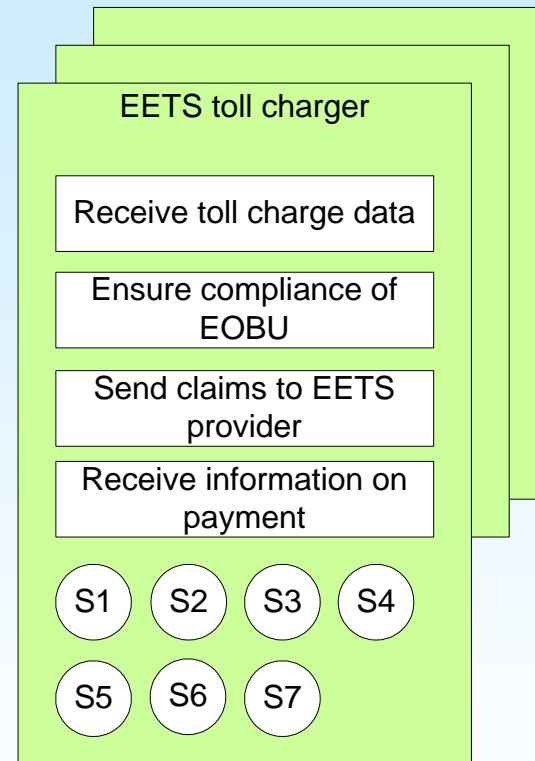 EETS toll charger
Receive toll charge data
Ensure compliance of
EOBU
Send claims to EETS
provider
Receive information on
payment
S1 S2 S3 S4
S5 S6 S7